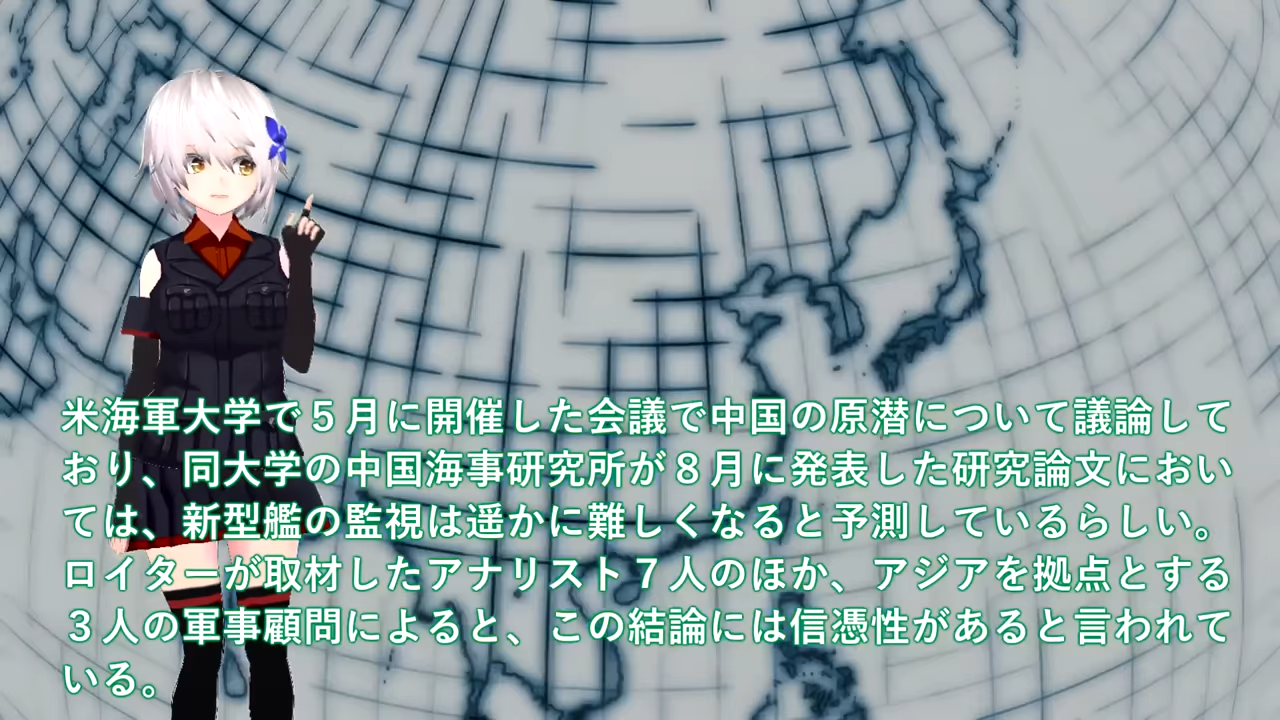 米海軍大学で５月に開催した会議で中国の原潜について議論して
おり、同大学の中国海事研究所が８月に発表した研究論文におい
ては、新型艦の監視は遥かに難しくなると予測しているらしい。
ロイターが取材したアナリスト７人のほか、アジアを拠点とする
３人の軍事顧問によると、この結論には信憑性があると言われて
いる。